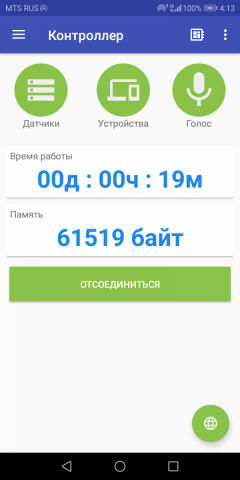 MTS RUS 100% 4:13
Контроллер
Датчики Устройства Голос
Время работы
00д : 00ч : 19м
Память
61519 байт
ОТСОЕДИНИТЬСЯ